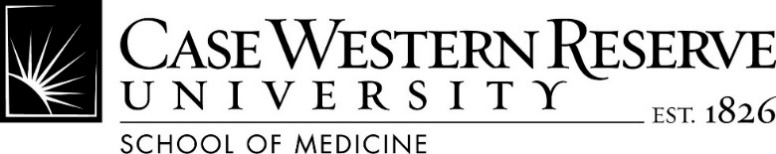 CASE WESTERN RESERVE
UNIVERSITY EST. 1826
SCHOOL OF MEDICINE